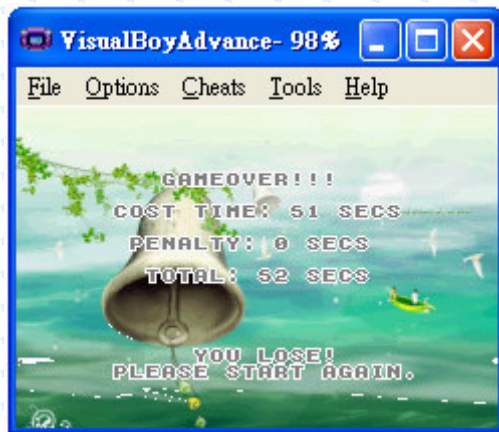 VisualBoyAdvance- 98%
File Options Cheats Tools Help
GAMEOVER!!!
COST TIME: 51 SECS
PENALTY: 0 SECS
TOTAL: 52 SECS
YOU LOSE!
PLEASE START AGAIN.